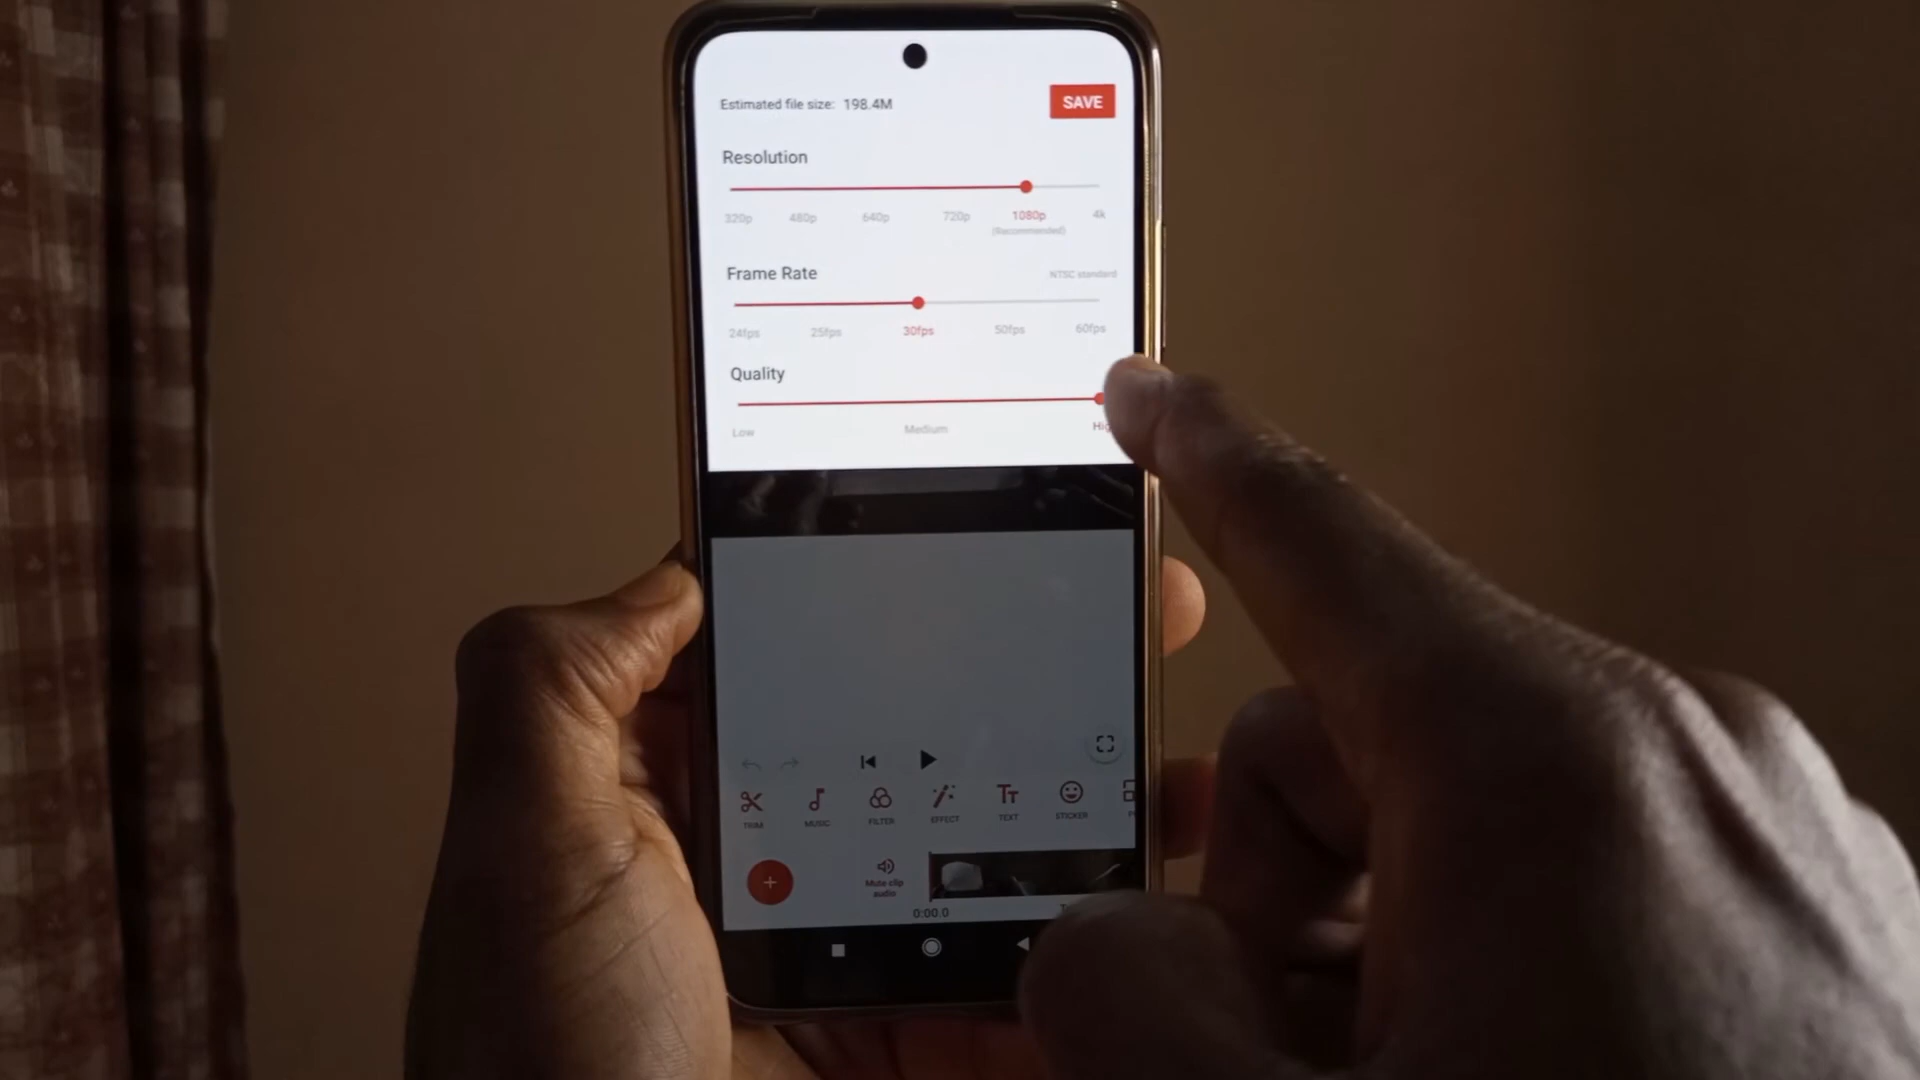 Estimated file size: 198.4M
SAVE
Resolution
320p 480p 640p 720p 1080p 4k
(Recommended)
Frame Rate
NTSC standard
24fps 25fps 30fps 50fps 60fps
Quality
Low Medium
TRIM MUSIC FILTER EFFECT TEXT STICKER
Mute clip
audio
0:00.0